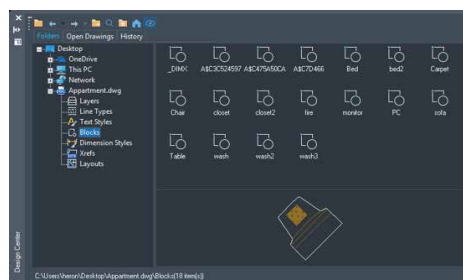 Folders Open Drawings History
Desktop
OneDrive
This PC
Network
Appartment.dwg
Layers
Line Types
Text Styles
Blocks
Dimension Styles
Xrefs
Layouts
_DIMX A$C3C524597 A$C475A50CA A$C7D466 Bed bed2 Carpet
Chair closet closet2 fire monitor PC sofa
Table wash wash2 wash3
Design Center
C:\Users\heron\Desktop\Appartment.dwg\Blocks(18 item(s))